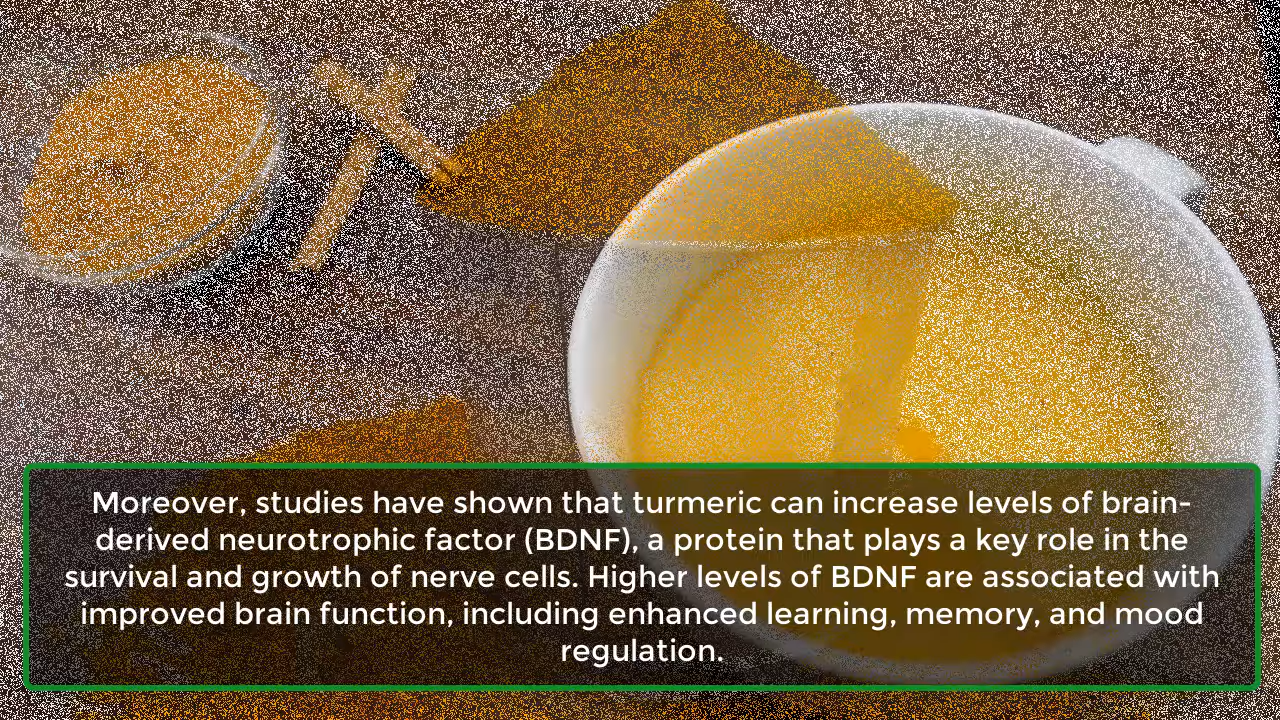 Moreover, studies have shown that turmeric can increase levels of brain-
derived neurotrophic factor (BDNF), a protein that plays a key role in the
survival and growth of nerve cells. Higher levels of BDNF are associated with
improved brain function, including enhanced learning, memory, and mood
regulation.